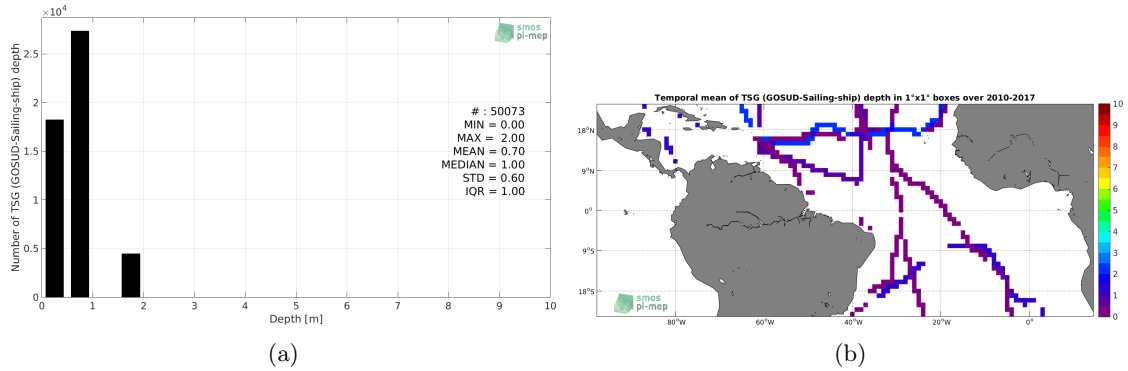 ×10⁴
2.5
2
1.5
1
0.5
0
Number of TSG (GOSUD-Sailing-ship) depth
smos
pi-mep
# : 50073
MIN = 0.00
MAX = 2.00
MEAN = 0.70
MEDIAN = 1.00
STD = 0.60
IQR = 1.00
0 1 2 3 4 5 6 7 8 9 10
Depth [m]
(a)
Temporal mean of TSG (GOSUD-Sailing-ship) depth in 1°x1° boxes over 2010-2017
18°N
9°N
0°
9°S
18°S
80°W 60°W 40°W 20°W 0°
smos
pi-mep
10
9
8
7
6
5
4
3
2
1
0
(b)